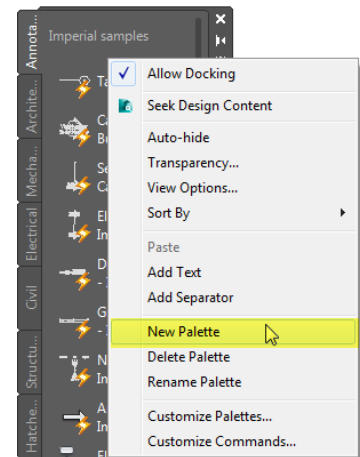 Annota...
Archite...
Mecha...
Electrical
Civil
Structu...
Hatche...
Imperial samples
Allow Docking
Seek Design Content
Auto-hide
Transparency...
View Options...
Sort By
Paste
Add Text
Add Separator
New Palette
Delete Palette
Rename Palette
Customize Palettes...
Customize Commands...